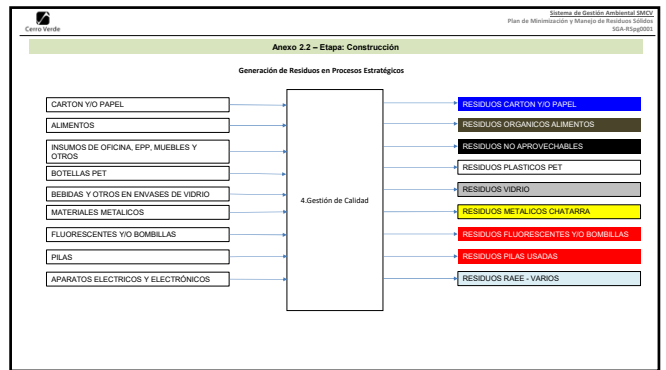 Cerro Verde
Sistema de Gestión Ambiental SMCV
Plan de Minimización y Manejo de Residuos Sólidos
SGA-RSpg0001
Anexo 2.2 – Etapa: Construcción
Generación de Residuos en Procesos Estratégicos
CARTON Y/O PAPEL
ALIMENTOS
INSUMOS DE OFICINA, EPP, MUEBLES Y
OTROS
BOTELLAS PET
BEBIDAS Y OTROS EN ENVASES DE VIDRIO
MATERIALES METALICOS
FLUORESCENTES Y/O BOMBILLAS
PILAS
APARATOS ELECTRICOS Y ELECTRÓNICOS
4.Gestión de Calidad
RESIDUOS CARTON Y/O PAPEL
RESIDUOS ORGANICOS ALIMENTOS
RESIDUOS NO APROVECHABLES
RESIDUOS PLASTICOS PET
RESIDUOS VIDRIO
RESIDUOS METALICOS CHATARRA
RESIDUOS FLUORESCENTES Y/O BOMBILLAS
RESIDUOS PILAS USADAS
RESIDUOS RAEE - VARIOS